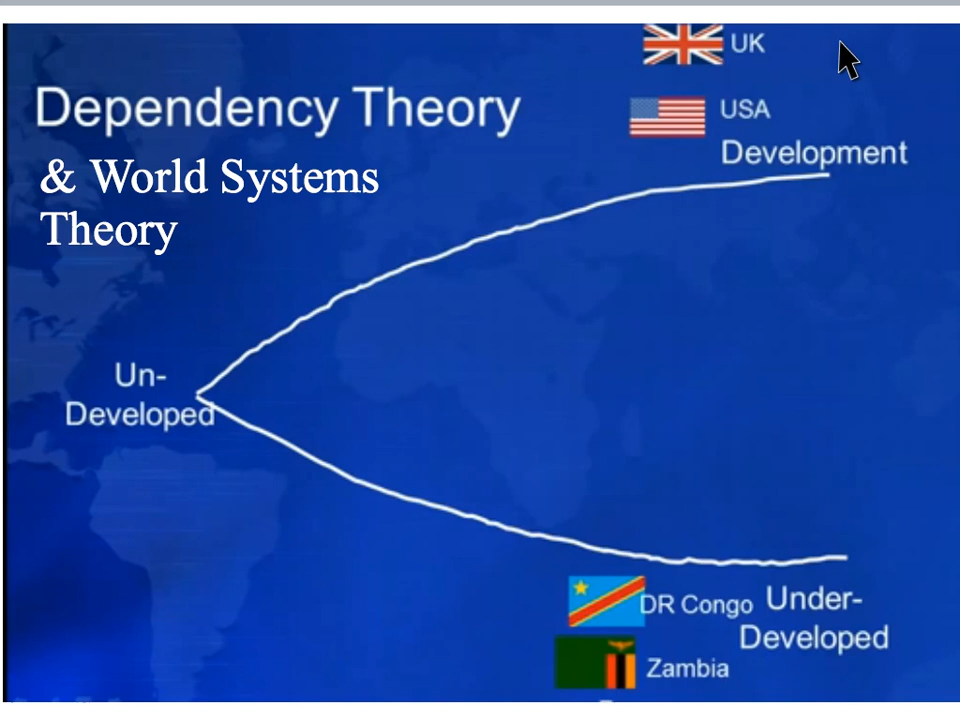 UK
Dependency Theory
USA
Development
& World Systems
Theory
Un-
Developed
DR Congo
Under-
Developed
Zambia